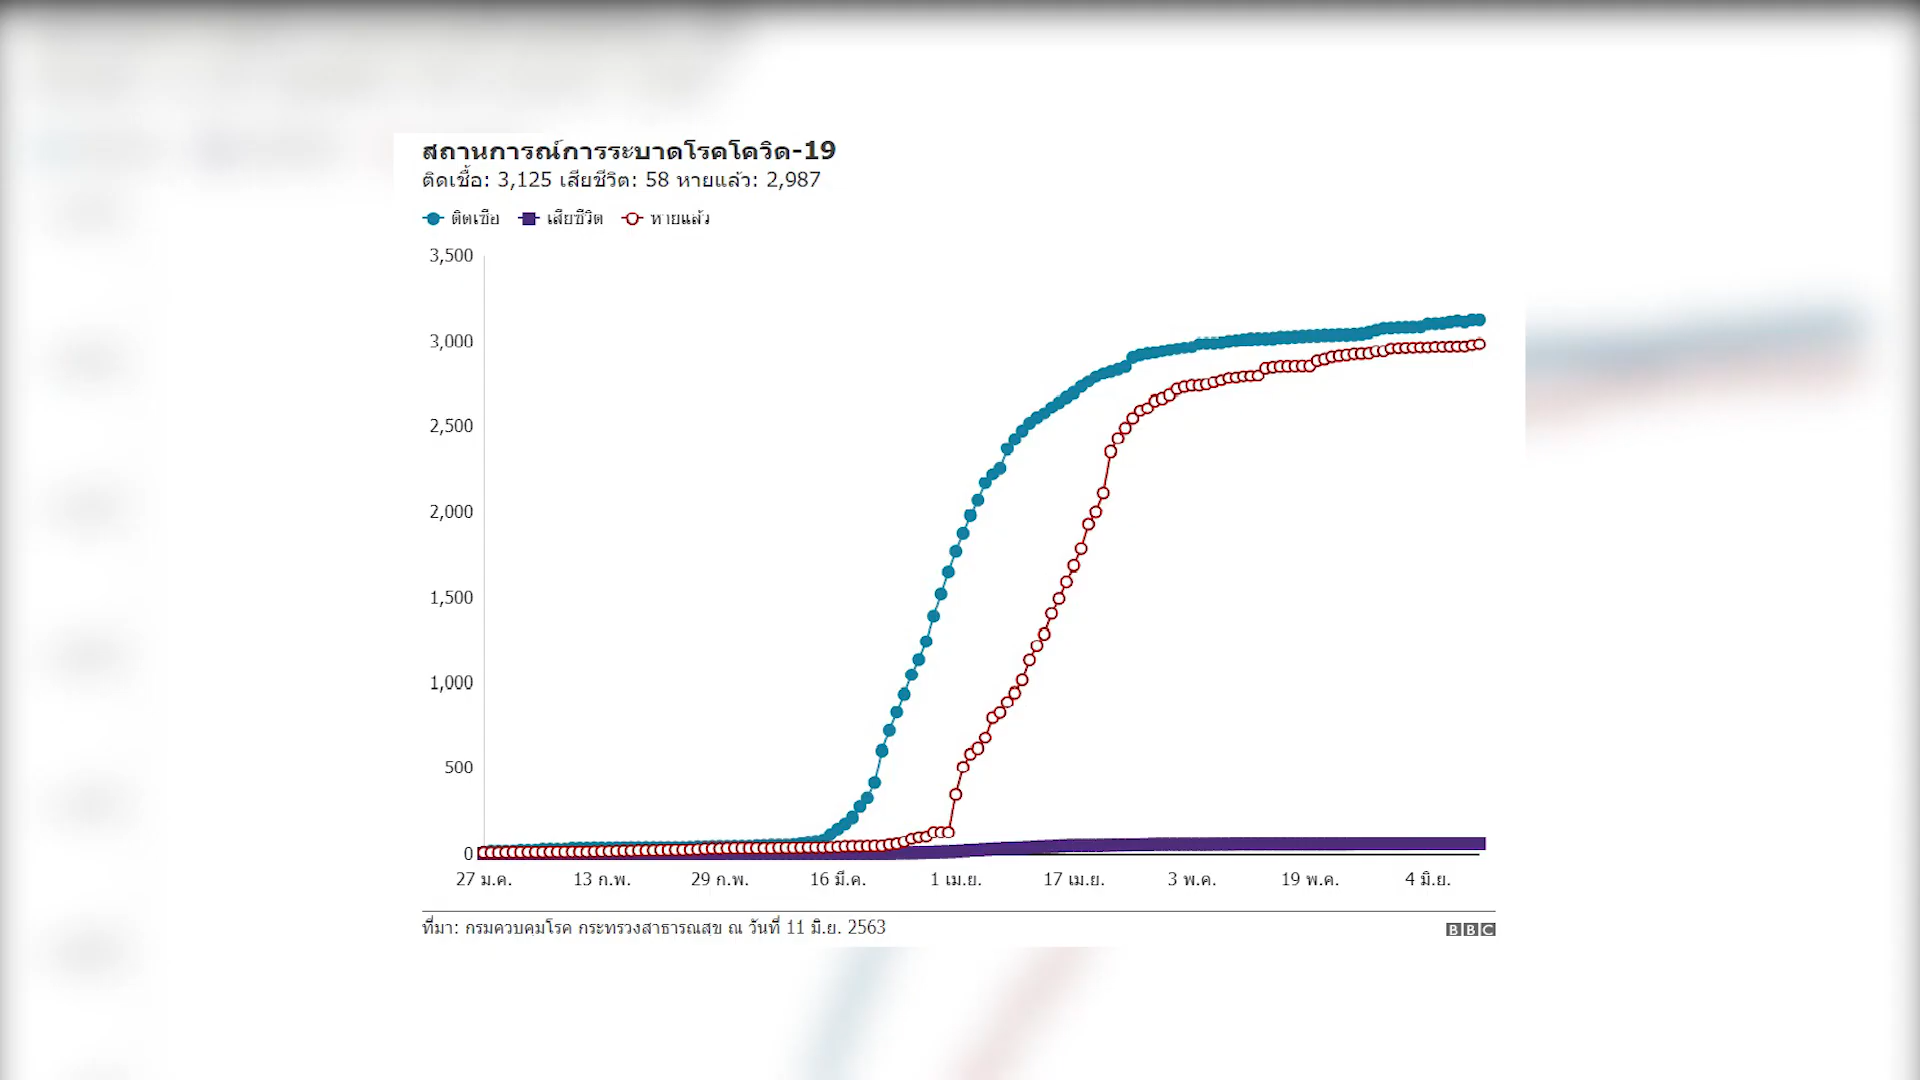 สถานการณ์การระบาดโรคโควิด-19
ติดเชื้อ: 3,125 เสียชีวิต: 58 หายแล้ว: 2,987
ติดเชื้อ เสียชีวิต หายแล้ว
3,500
3,000
2,500
2,000
1,500
1,000
500
0
27 ม.ค. 13 ก.พ. 29 ก.พ. 16 มี.ค. 1 เม.ย. 17 เม.ย. 3 พ.ค. 19 พ.ค. 4 มิ.ย.
ที่มา: กรมควบคุมโรค กระทรวงสาธารณสุข ณ วันที่ 11 มิ.ย. 2563
BBC